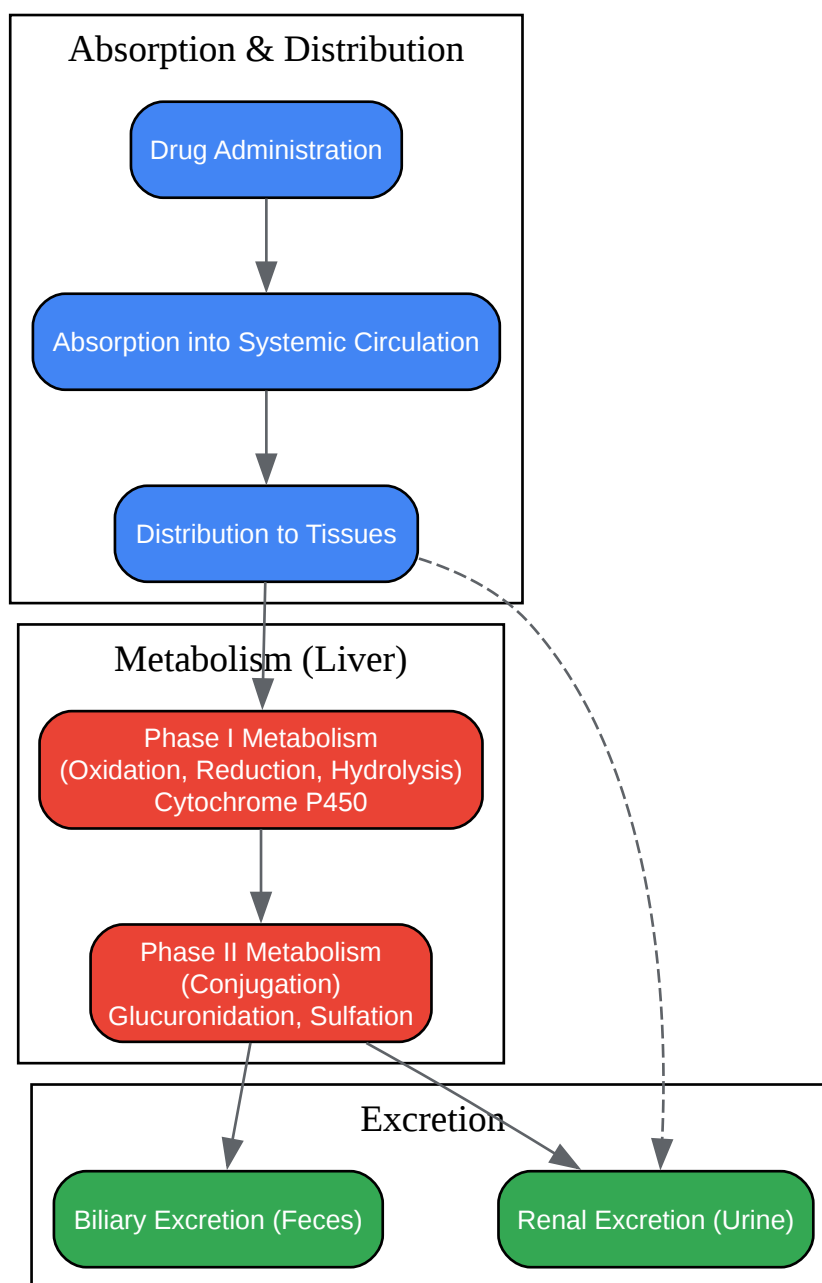 Absorption & Distribution
Drug Administration
Absorption into Systemic Circulation
Distribution to Tissues
Metabolism (Liver)
Phase I Metabolism
(Oxidation, Reduction, Hydrolysis)
Cytochrome P450
Phase II Metabolism
(Conjugation)
Glucuronidation, Sulfation
Excretion
Biliary Excretion (Feces)
Renal Excretion (Urine)